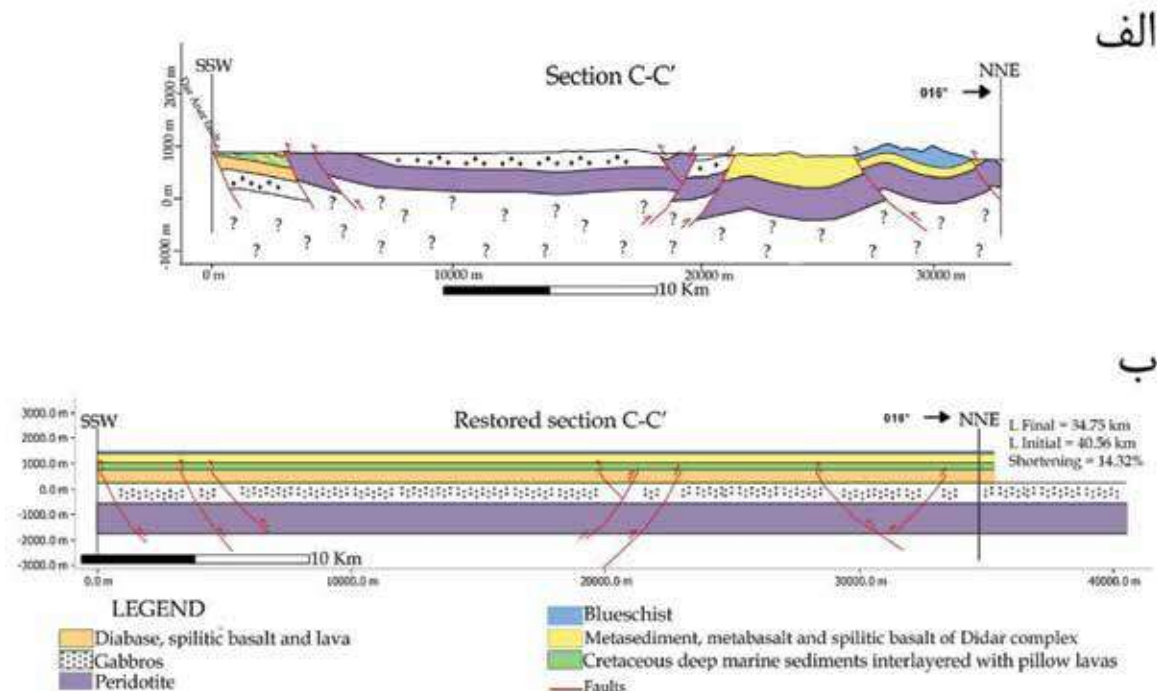 الف
SSW
Section C-C'
NNE
016°
2000 m
1000 m
0 m
-1000 m
? ? ? ? ? ? ? ? ? ? ? ?
? ? ? ? ? ? ? ? ? ? ?
0 m
10000 m
20000 m
30000 m
10 Km
ب
SSW
Restored section C-C'
016°
NNE
L Final = 34.75 km
L Initial = 40.56 km
Shortening = 14.32%
3000.0 m
2000.0 m
1000.0 m
0.0 m
-1000.0 m
-2000.0 m
-3000.0 m
10 Km
0.0 m
10000.0 m
20000.0 m
30000.0 m
40000.0 m
LEGEND
Diabase, spilitic basalt and lava
Gabbros
Peridotite
Blueschist
Metasediment, metabasalt and spilitic basalt of Didar complex
Cretaceous deep marine sediments interlayered with pillow lavas
Faults